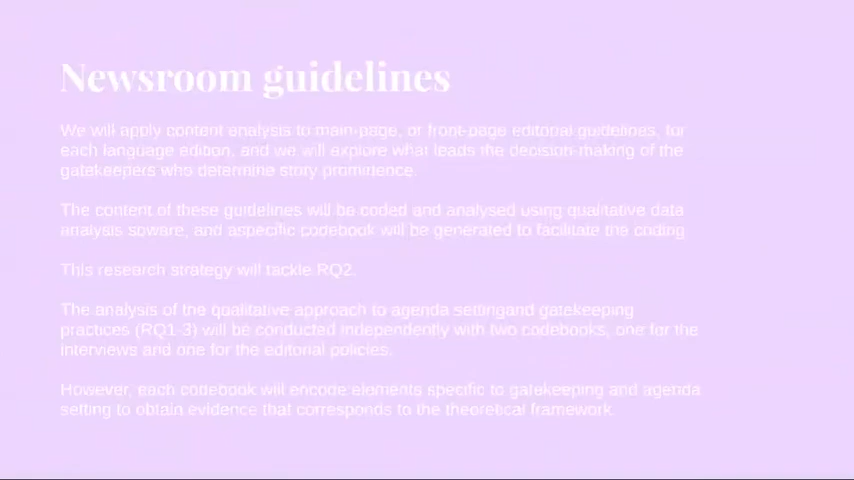 Newsroom guidelines
We will apply content analysis to main-page, or front-page editorial guidelines, for
each language edition, and we will explore what leads the decision-making of the
gatekeepers who determine story prominence.
The content of these guidelines will be coded and analysed using qualitative data
analysis soware, and aspecific codebook will be generated to facilitate the coding.
This research strategy will tackle RQ2.
The analysis of the qualitative approach to agenda settingand gatekeeping
practices (RQ1-3) will be conducted independently with two codebooks, one for the
interviews and one for the editorial policies.
However, each codebook will encode elements specific to gatekeeping and agenda
setting to obtain evidence that corresponds to the theoretical framework.